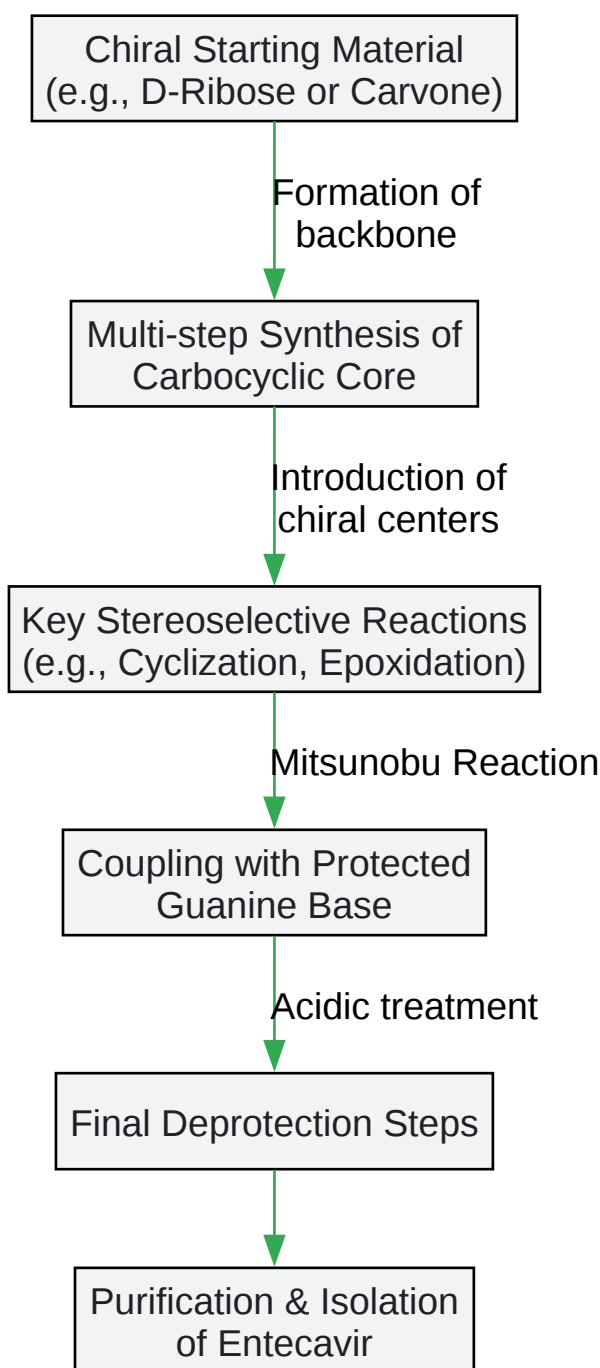 Chiral Starting Material
(e.g., D-Ribose or Carvone)
Formation of
backbone
Multi-step Synthesis of
Carbocyclic Core
Introduction of
chiral centers
Key Stereoselective Reactions
(e.g., Cyclization, Epoxidation)
Mitsunobu Reaction
Coupling with Protected
Guanine Base
Acidic treatment
Final Deprotection Steps
Purification & Isolation
of Entecavir